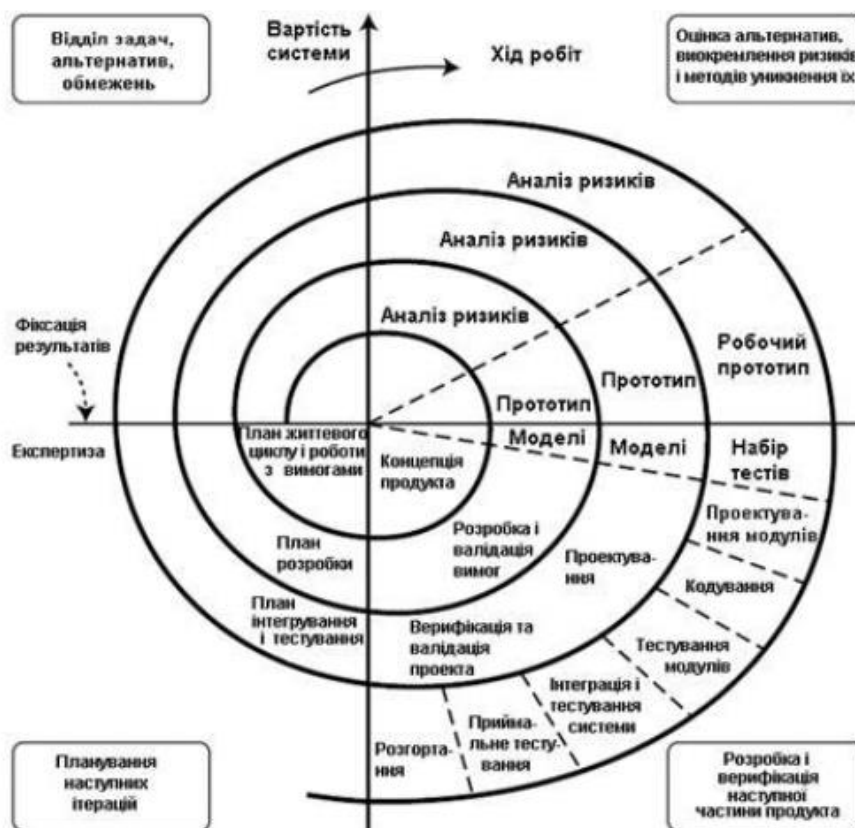 Відділ задач,
альтернатив,
обмежень
Вартість
системи
Хід робіт
Оцінка альтернатив,
виокремлення ризиків
і методів уникнення їх
Аналіз ризиків
Аналіз ризиків
Аналіз ризиків
Фіксація
результатів
Робочий
прототип
Прототип
Прототип
Експертиза
План життєвого
циклу і роботи
з вимогами
Концепція
продукта
Моделі
Моделі
Набір
тестів
План
розробки
Розробка і
валідація
вимог
Проектува-
ння
Проектува-
ння модулів
Кодування
План
інтегрування
і тестування
Верифікація та
валідація
проекта
Тестування
модулів
Інтеграція і
тестування
системи
Прийма-
льне тесту-
вання
Розгорта-
ння
Планування
наступних
ітерацій
Розробка і
верифікація
наступної
частини продукта